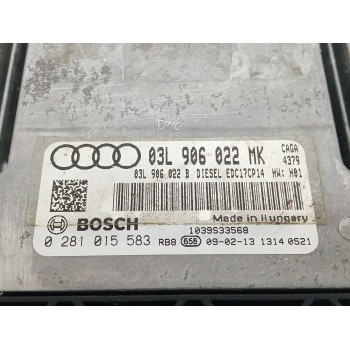 03L 906 022 MK CAGA
4379
03L 906 022 B DIESEL EDC17CP14 HW: H01
Made in Hungary
BOSCH
1039S33568
0 281 015 583 RB8 658 09-02-13 1314 0521